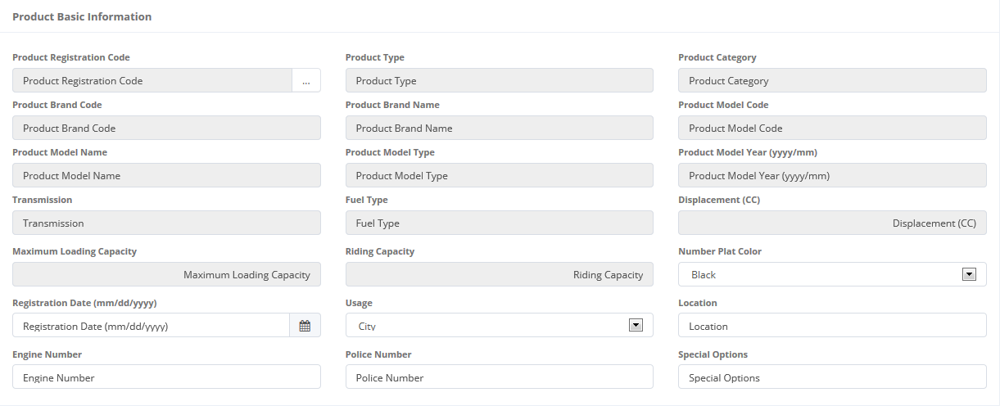 Product Basic Information
Product Registration Code Product Type Product Category
Product Registration Code ... Product Type Product Category
Product Brand Code Product Brand Name Product Model Code
Product Brand Code Product Brand Name Product Model Code
Product Model Name Product Model Type Product Model Year (yyyy/mm)
Product Model Name Product Model Type Product Model Year (yyyy/mm)
Transmission Fuel Type Displacement (CC)
Transmission Fuel Type Displacement (CC)
Maximum Loading Capacity Riding Capacity Number Plat Color
Maximum Loading Capacity Riding Capacity Black
Registration Date (mm/dd/yyyy) Usage Location
Registration Date (mm/dd/yyyy) City Location
Engine Number Police Number Special Options
Engine Number Police Number Special Options